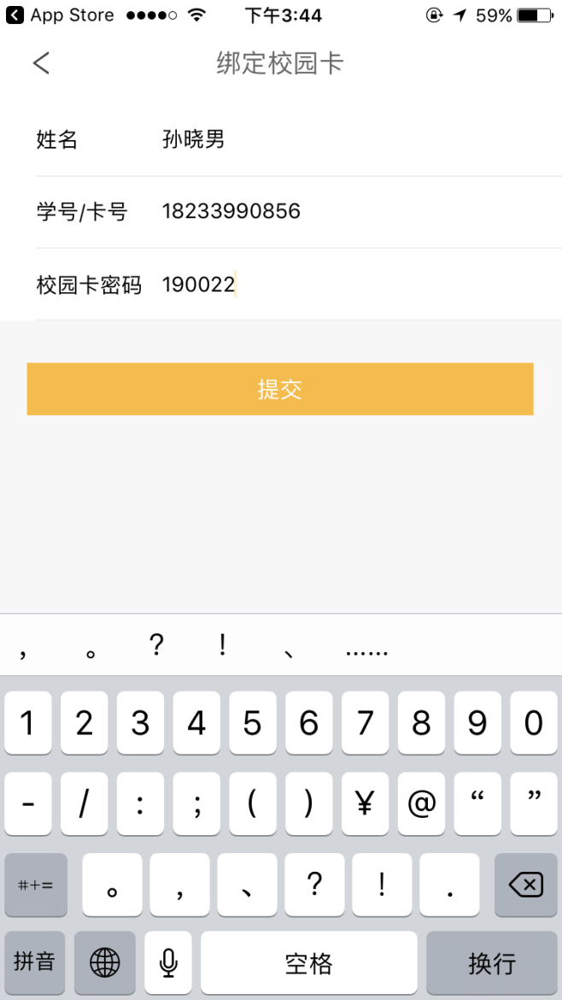 App Store 下午3:44 59%
绑定校园卡
姓名 孙晓男
学号/卡号 18233990856
校园卡密码 190022
提交
， 。 ？ ！ 、 ……
1 2 3 4 5 6 7 8 9 0
- / : ; ( ) ¥ @ “ ”
#+= 。 ， 、 ? ! .
拼音 空格 换行